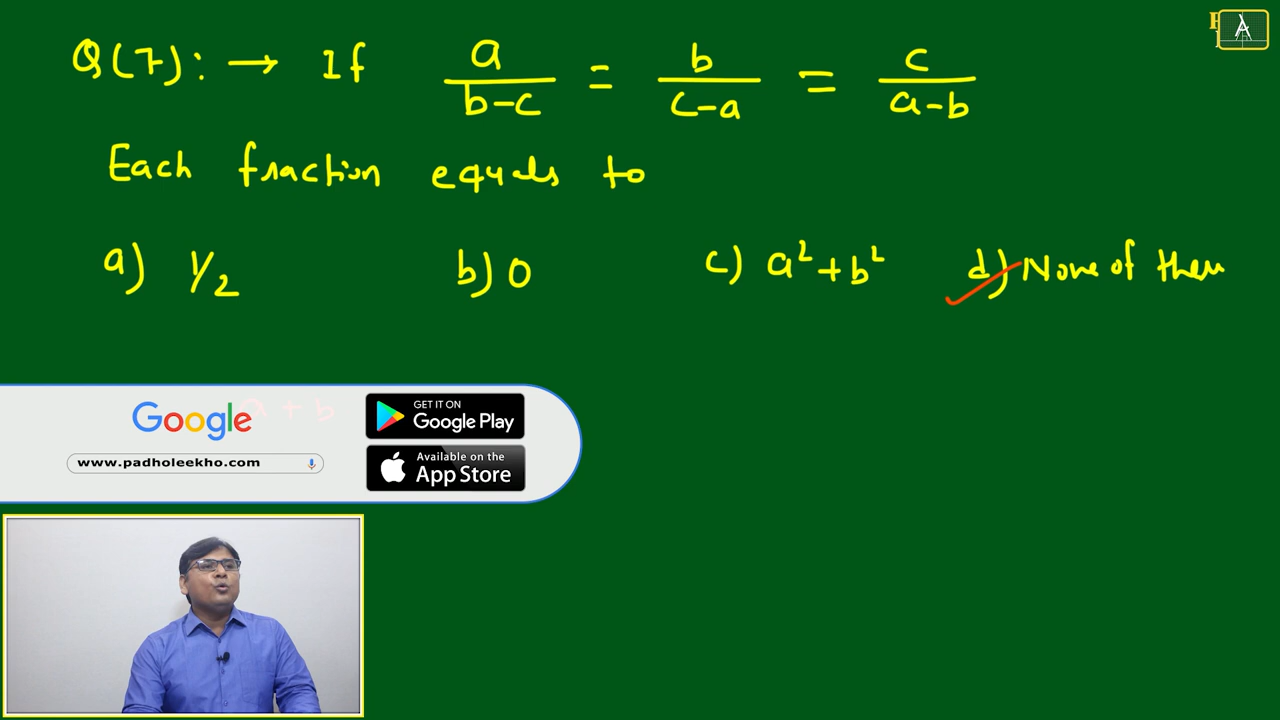 Q(7): → If a/(b-c) = b/(c-a) = c/(a-b)
Each fraction equals to
a) 1/2 b) 0 c) a²+b² d) None of them
a + b
Google
www.padholeekho.com
GET IT ON
Google Play
Available on the
App Store